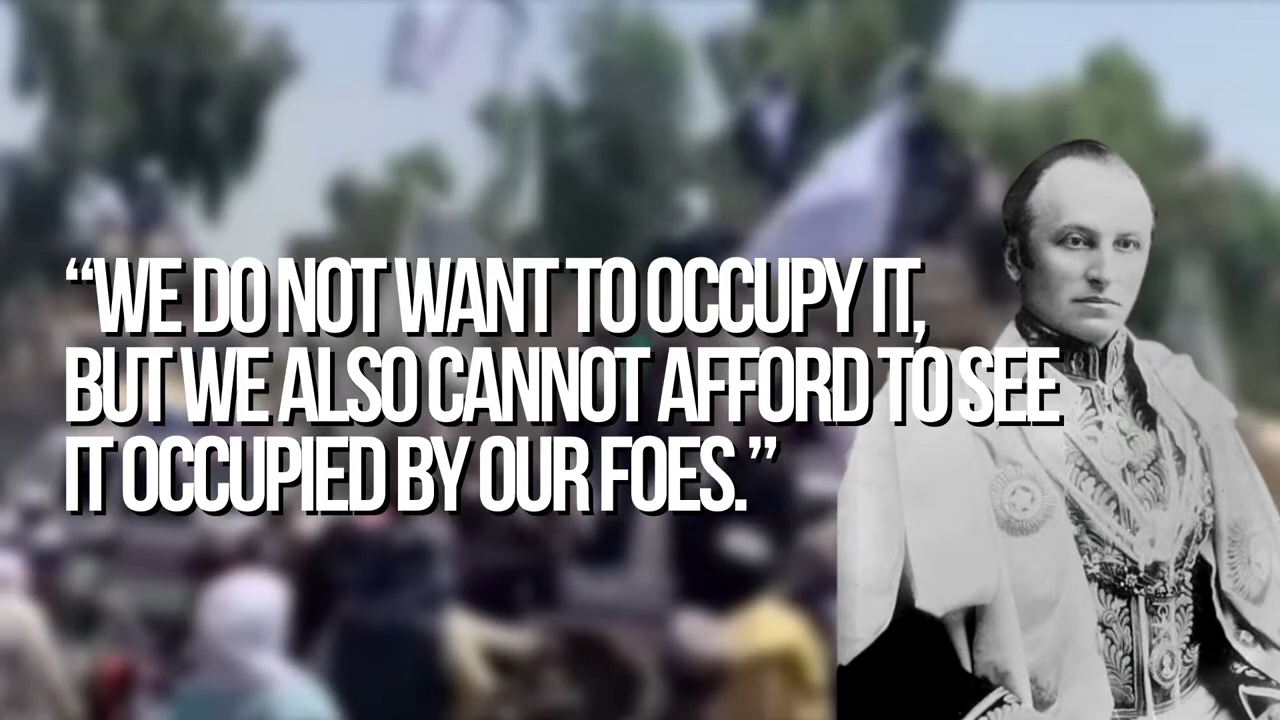 “WE DO NOT WANT TO OCCUPY IT,
BUT WE ALSO CANNOT AFFORD TO SEE
IT OCCUPIED BY OUR FOES.”